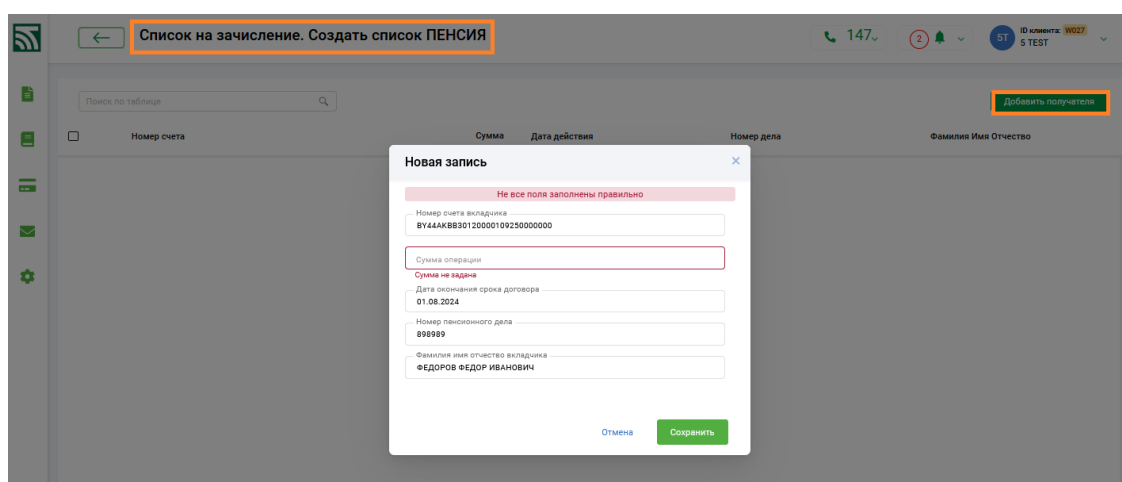 Список на зачисление. Создать список ПЕНСИЯ
147
2
5T
ID клиента: W027
5 TEST
Поиск по таблице
Добавить получателя
Номер счета
Сумма
Дата действия
Номер дела
Фамилия Имя Отчество
Новая запись
Не все поля заполнены правильно
Номер счета вкладчика
BY44AKBB30120000109250000000
Сумма операции
Сумма не задана
Дата окончания срока договора
01.08.2024
Номер пенсионного дела
898989
Фамилия имя отчество вкладчика
ФЕДОРОВ ФЕДОР ИВАНОВИЧ
Отмена
Сохранить